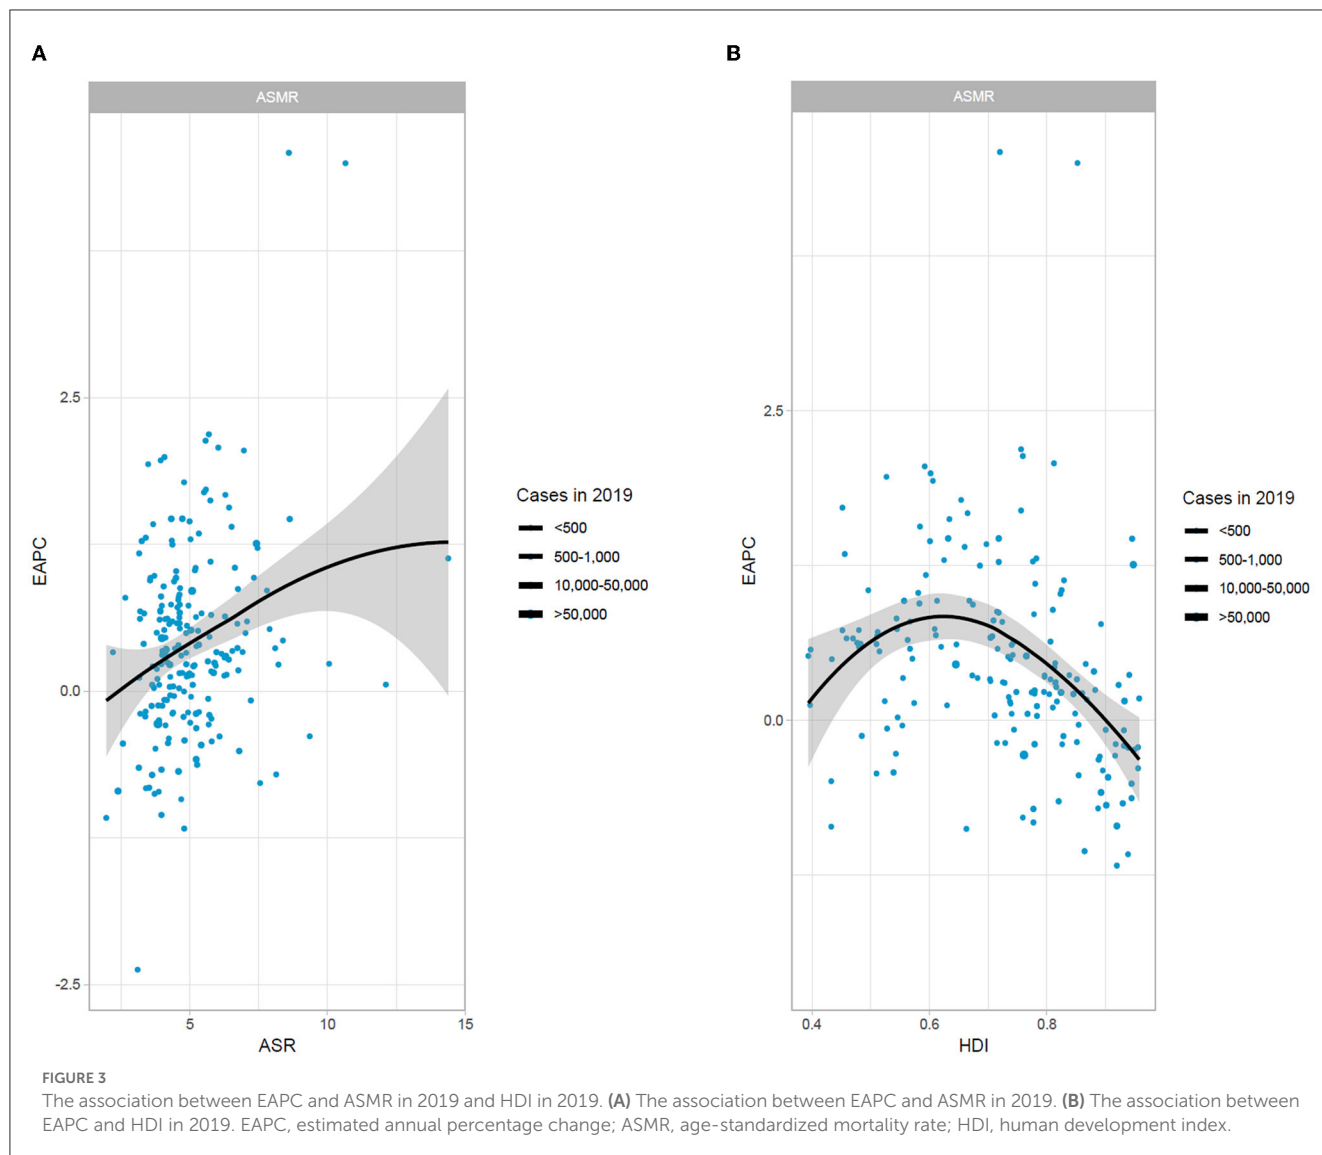 A
B
ASMR
ASMR
EAPC
2.5
0.0
-2.5
5
10
15
ASR
Cases in 2019
<500
500-1,000
10,000-50,000
>50,000
EAPC
2.5
0.0
0.4
0.6
0.8
HDI
Cases in 2019
<500
500-1,000
10,000-50,000
>50,000
FIGURE 3
The association between EAPC and ASMR in 2019 and HDI in 2019. (A) The association between EAPC and ASMR in 2019. (B) The association between
EAPC and HDI in 2019. EAPC, estimated annual percentage change; ASMR, age-standardized mortality rate; HDI, human development index.